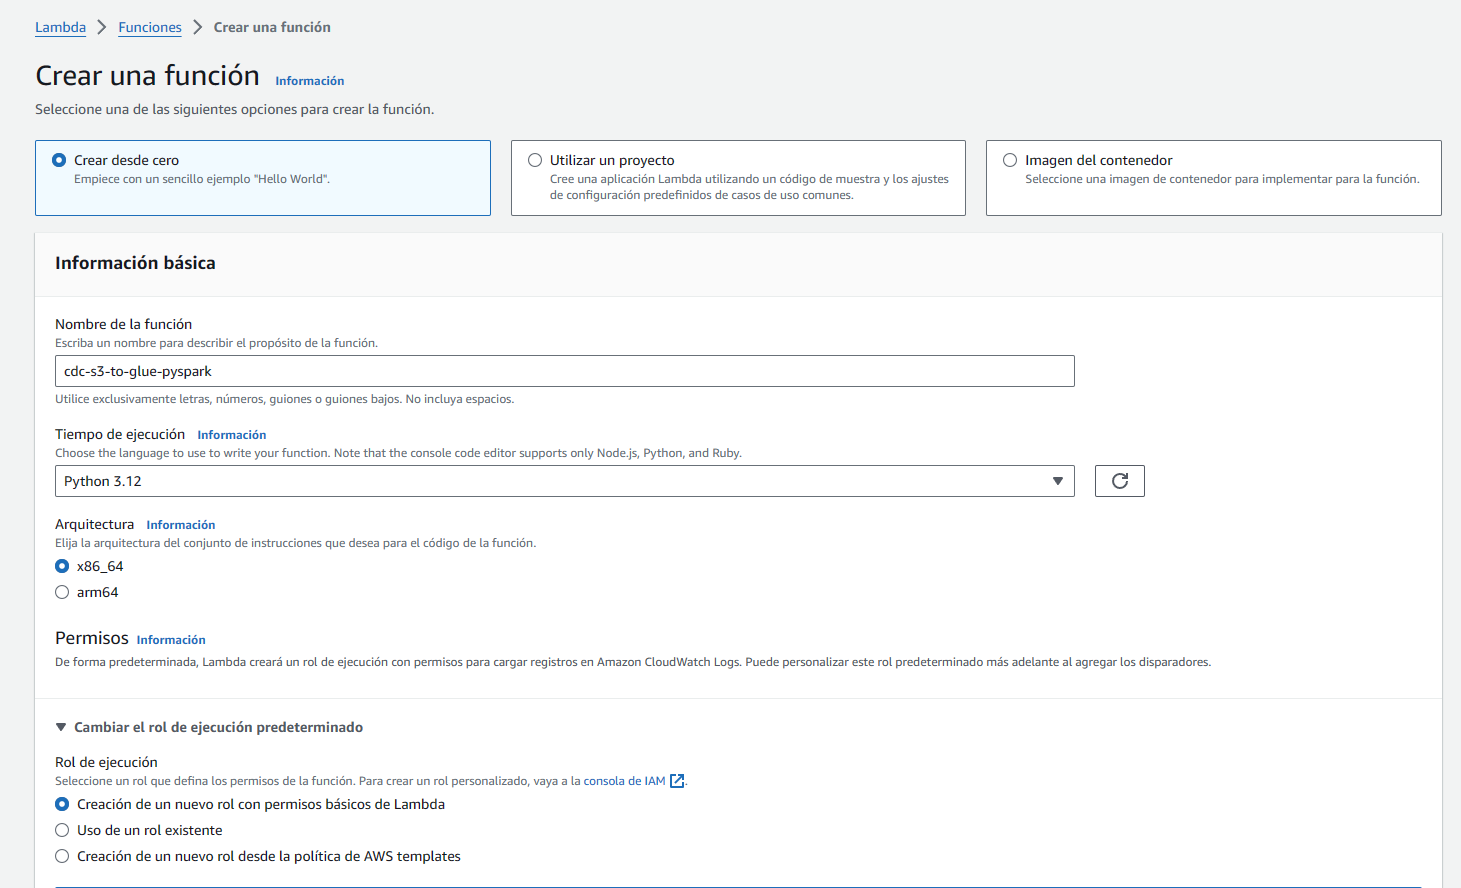 Lambda > Funciones > Crear una función
Crear una función Información
Seleccione una de las siguientes opciones para crear la función.
Crear desde cero
Empiece con un sencillo ejemplo "Hello World".
Utilizar un proyecto
Cree una aplicación Lambda utilizando un código de muestra y los ajustes
de configuración predefinidos de casos de uso comunes.
Imagen del contenedor
Seleccione una imagen de contenedor para implementar para la función.
Información básica
Nombre de la función
Escriba un nombre para describir el propósito de la función.
cdc-s3-to-glue-pyspark
Utilice exclusivamente letras, números, guiones o guiones bajos. No incluya espacios.
Tiempo de ejecución Información
Choose the language to use to write your function. Note that the console code editor supports only Node.js, Python, and Ruby.
Python 3.12
Arquitectura Información
Elija la arquitectura del conjunto de instrucciones que desea para el código de la función.
x86_64
arm64
Permisos Información
De forma predeterminada, Lambda creará un rol de ejecución con permisos para cargar registros en Amazon CloudWatch Logs. Puede personalizar este rol predeterminado más adelante al agregar los disparadores.
Cambiar el rol de ejecución predeterminado
Rol de ejecución
Seleccione un rol que defina los permisos de la función. Para crear un rol personalizado, vaya a la consola de IAM.
Creación de un nuevo rol con permisos básicos de Lambda
Uso de un rol existente
Creación de un nuevo rol desde la política de AWS templates